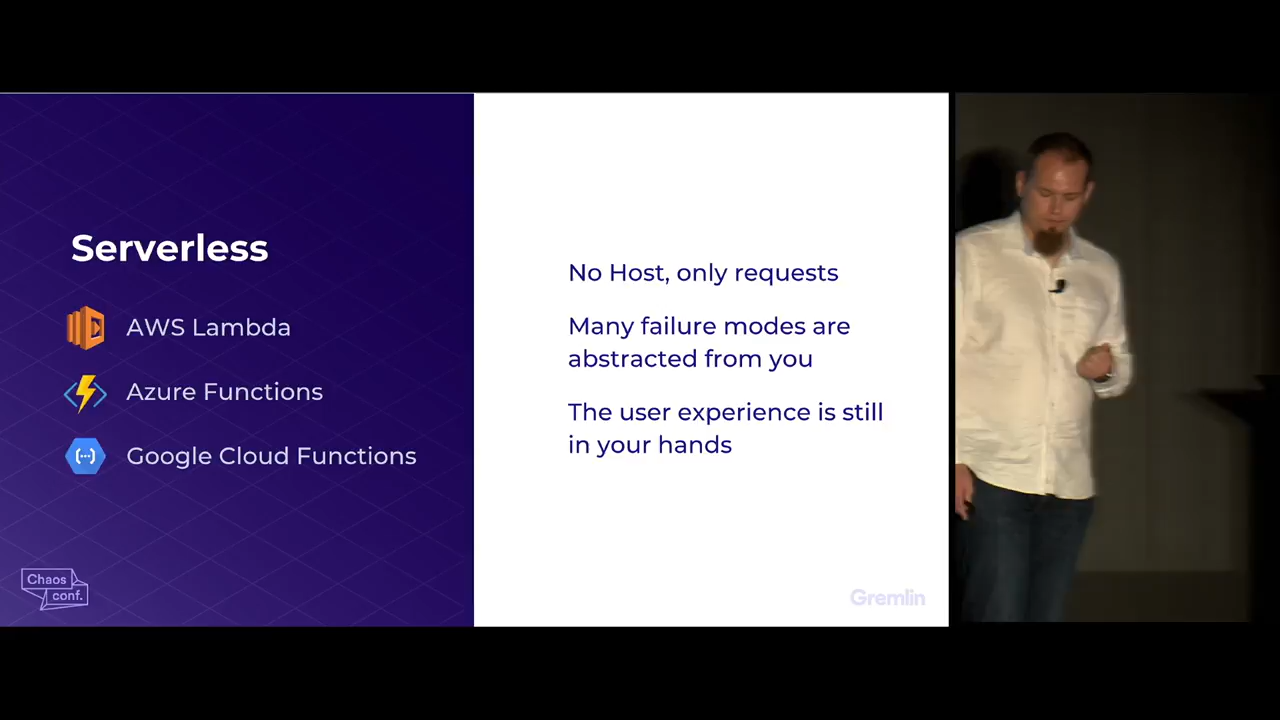 Serverless
AWS Lambda
Azure Functions
Google Cloud Functions
No Host, only requests
Many failure modes are
abstracted from you
The user experience is still
in your hands
Chaos
conf.
Gremlin